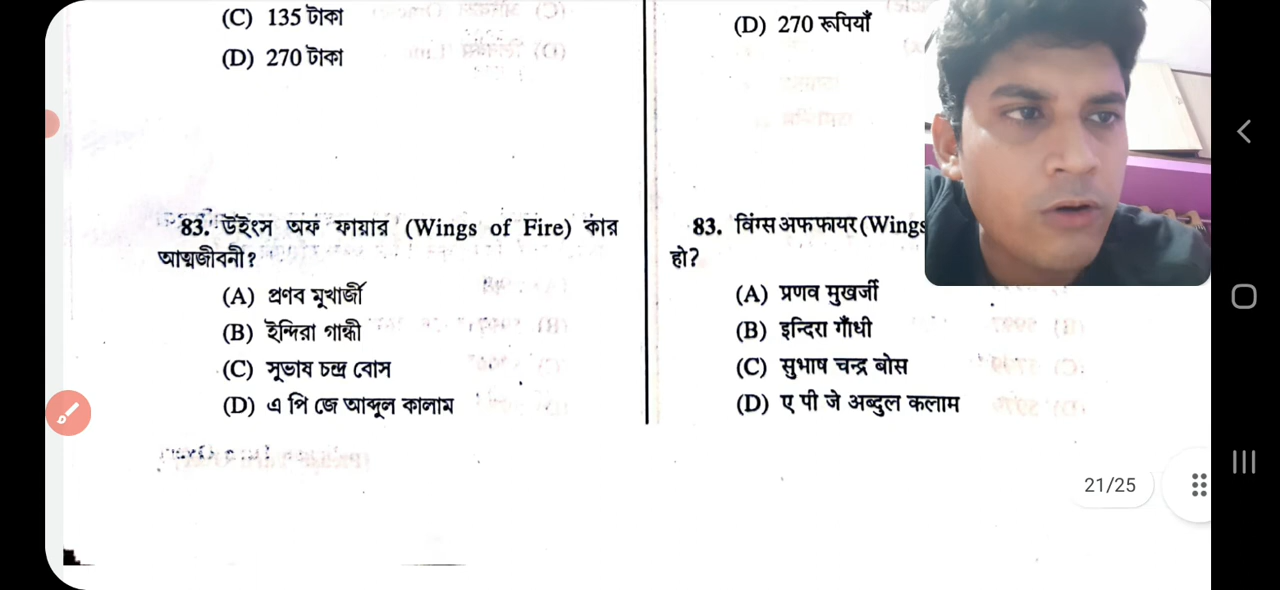 (C) 135 টাকা
(D) 270 টাকা
83. উইংস অফ ফায়ার (Wings of Fire) কার
আত্মজীবনী?
(A) প্রণব মুখার্জী
(B) ইন্দিরা গান্ধী
(C) সুভাষ চন্দ্র বোস
(D) এ পি জে আব্দুল কালাম
(D) 270 रूपियाँ
83. विंग्स अफ फायर (Wings
हो?
(A) प्रणव मुखर्जी
(B) इन्दिरा गाँधी
(C) सुभाष चन्द्र बोस
(D) ए पी जे अब्दुल कलाम
21/25